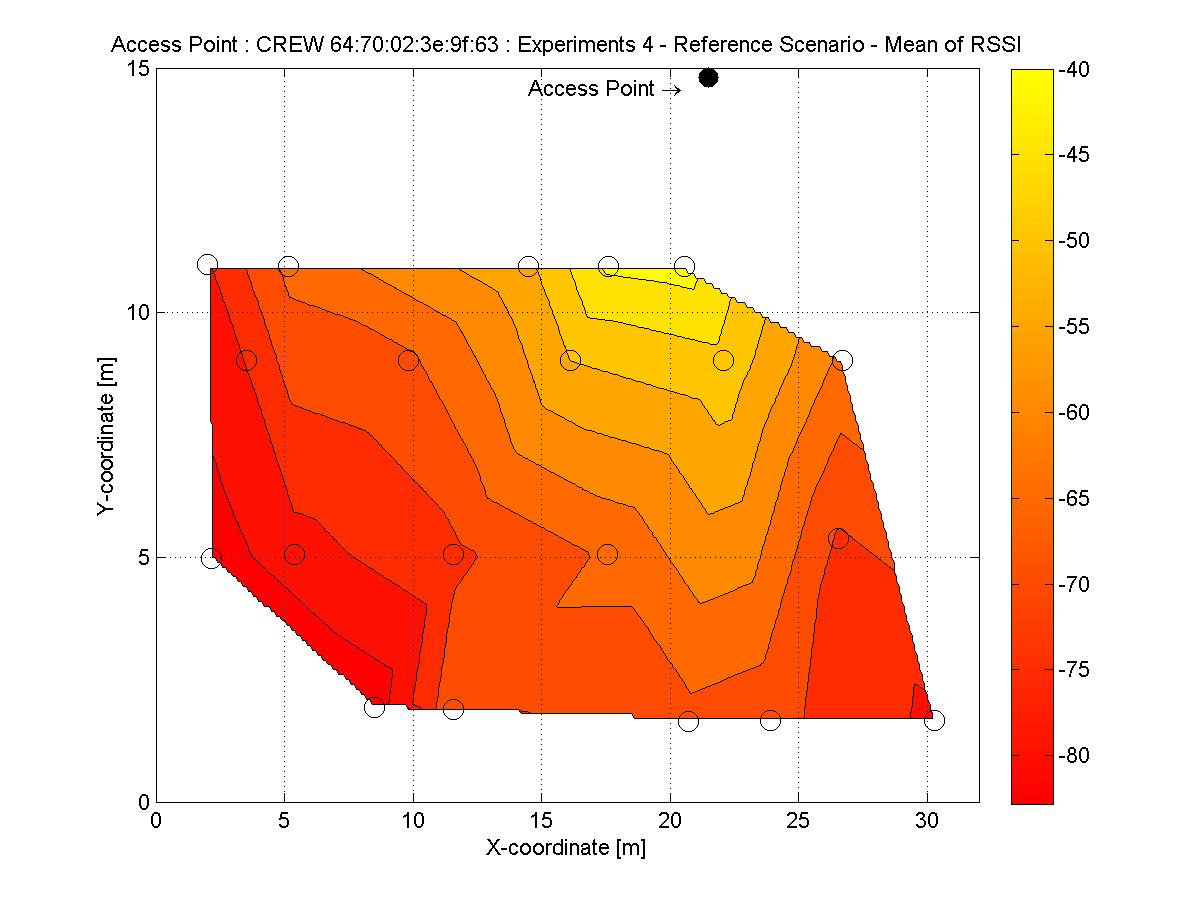 Access Point : CREW 64:70:02:3e:9f:63 : Experiments 4 - Reference Scenario - Mean of RSSI
Access Point →
Y-coordinate [m]
15
10
5
0
0 5 10 15 20 25 30
X-coordinate [m]
-40
-45
-50
-55
-60
-65
-70
-75
-80